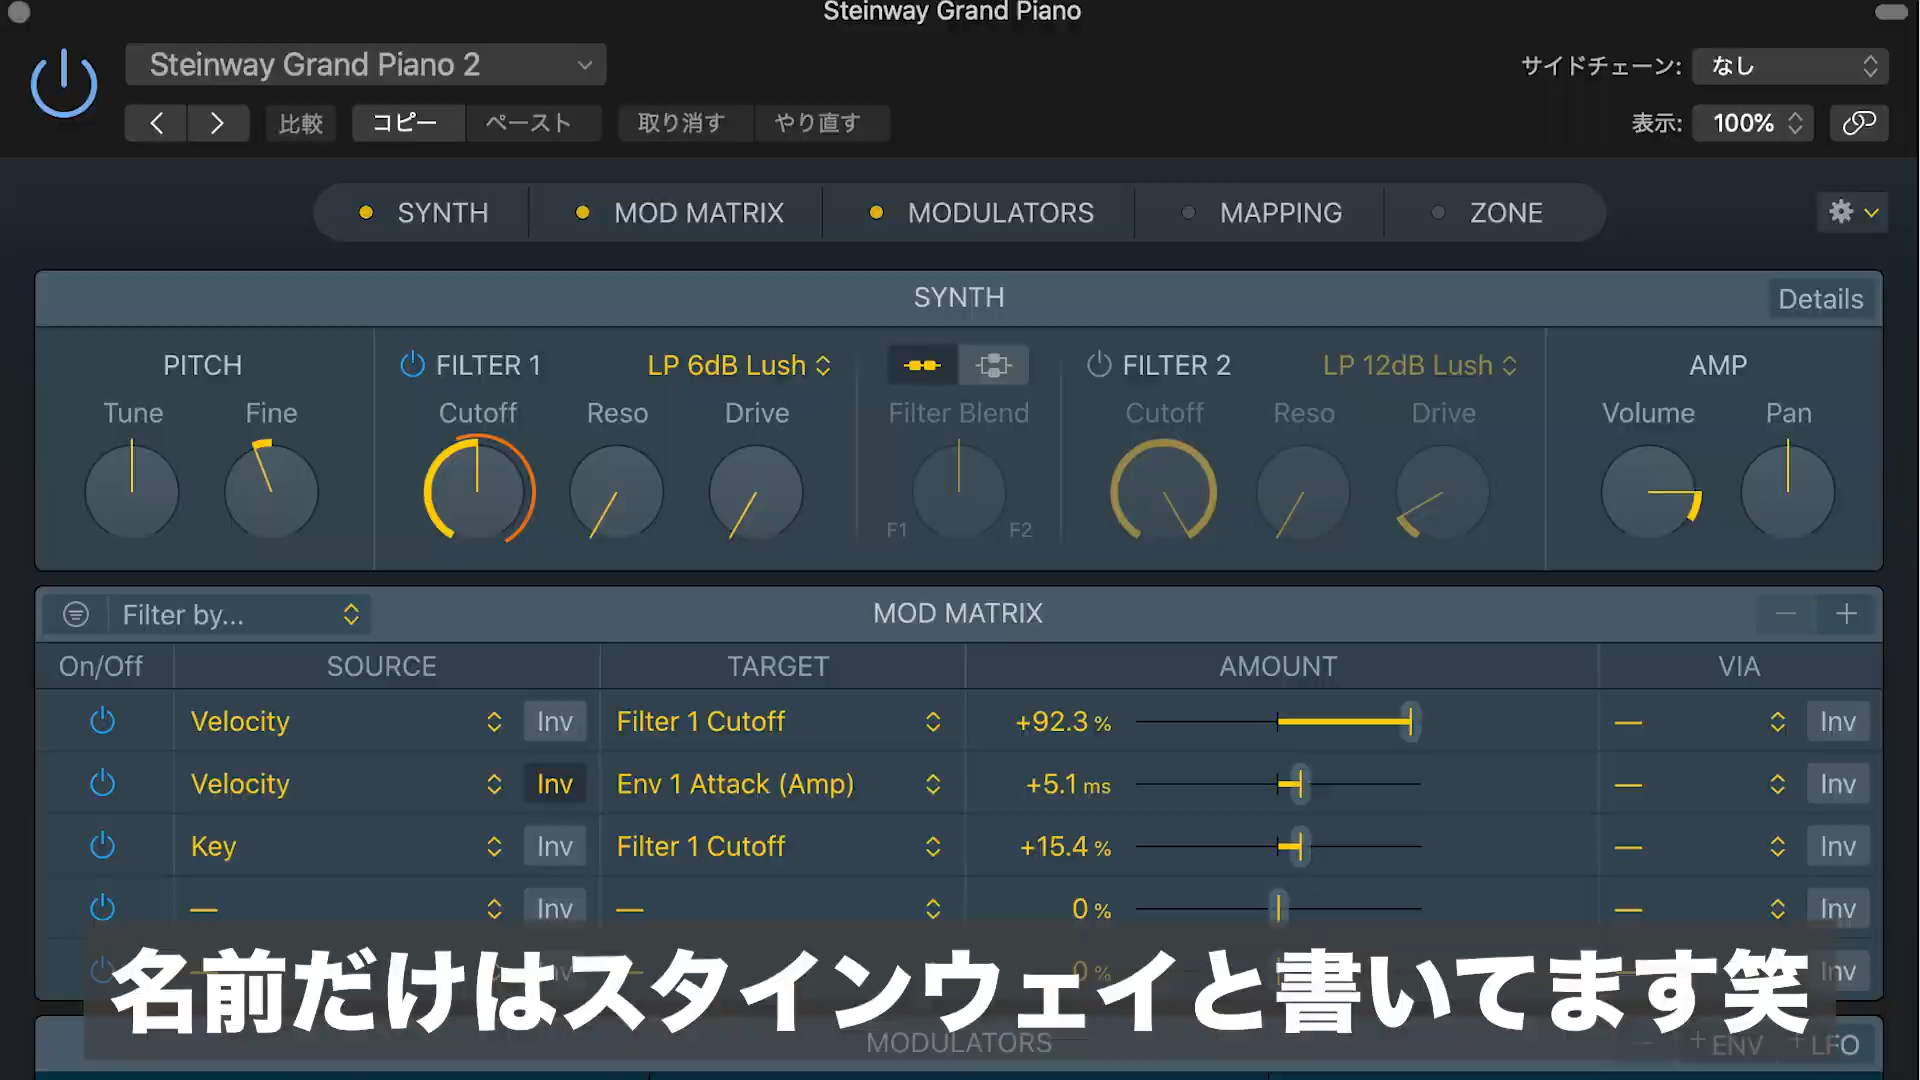 Steinway Grand Piano
Steinway Grand Piano 2
サイドチェーン: なし
比較 コピー ペースト 取り消す やり直す
表示: 100%
SYNTH MOD MATRIX MODULATORS MAPPING ZONE
SYNTH Details
PITCH FILTER 1 LP 6dB Lush FILTER 2 LP 12dB Lush AMP
Tune Fine Cutoff Reso Drive Filter Blend Cutoff Reso Drive Volume Pan
F1 F2
Filter by... MOD MATRIX
On/Off SOURCE TARGET AMOUNT VIA
Velocity Inv Filter 1 Cutoff +92.3 % — Inv
Velocity Inv Env 1 Attack (Amp) +5.1 ms — Inv
Key Inv Filter 1 Cutoff +15.4 % — Inv
— Inv — 0 % — Inv
— Inv — 0 % — Inv
名前だけはスタインウェイと書いてます笑
MODULATORS + ENV + LFO